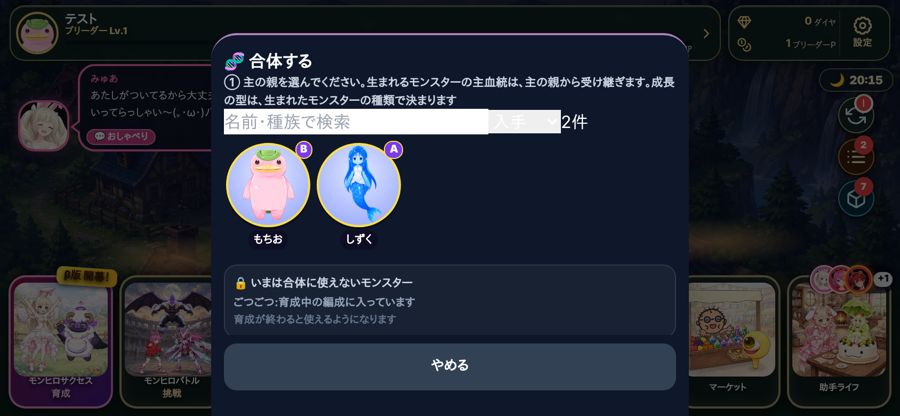 テスト
ブリーダー Lv.1
0 ダイヤ
1 ブリーダーP
設定
P
みゅあ
あたしがついてるから大丈夫
いってらっしゃい〜(｡･ω･)ﾉ
💬 おしゃべり
🌙 20:15
!
2
7
🧬 合体する
① 主の親を選んでください。生まれるモンスターの主血統は、主の親から受け継ぎます。成長
の型は、生まれたモンスターの種類で決まります
名前・種族で検索
入手
2件
B
A
もちお
しずく
🔒 いまは合体に使えないモンスター
ごつごつ:育成中の編成に入っています
育成が終わると使えるようになります
やめる
β版 開幕!
モンヒロサクセス
育成
モンヒロバトル
挑戦
マーケット
+1
助手ライフ